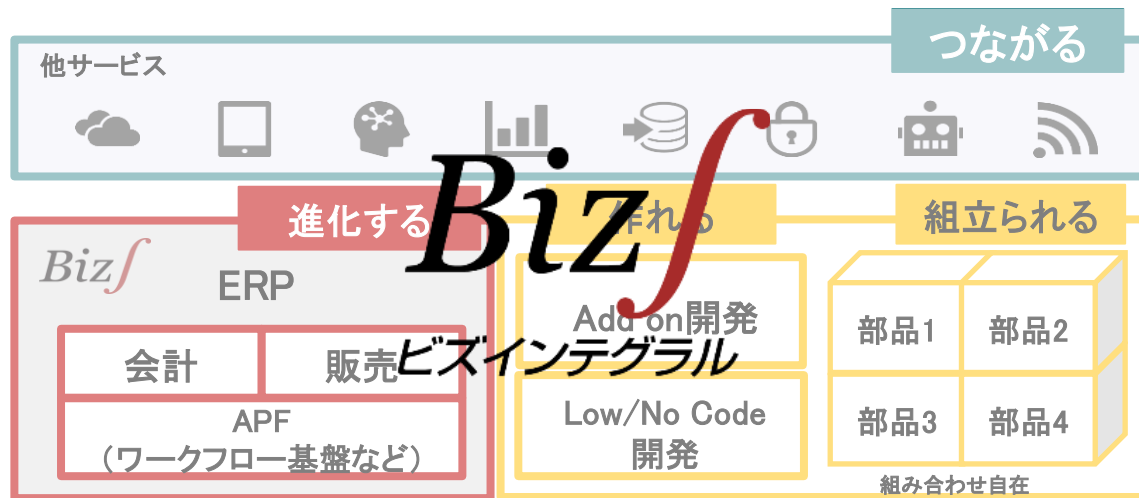 つながる
他サービス
進化する
作れる
組立られる
Biz∫
Biz∫
ERP
会計
販売
APF
（ワークフロー基盤など）
ビズインテグラル
Add on開発
Low/No Code
開発
部品1
部品2
部品3
部品4
組み合わせ自在